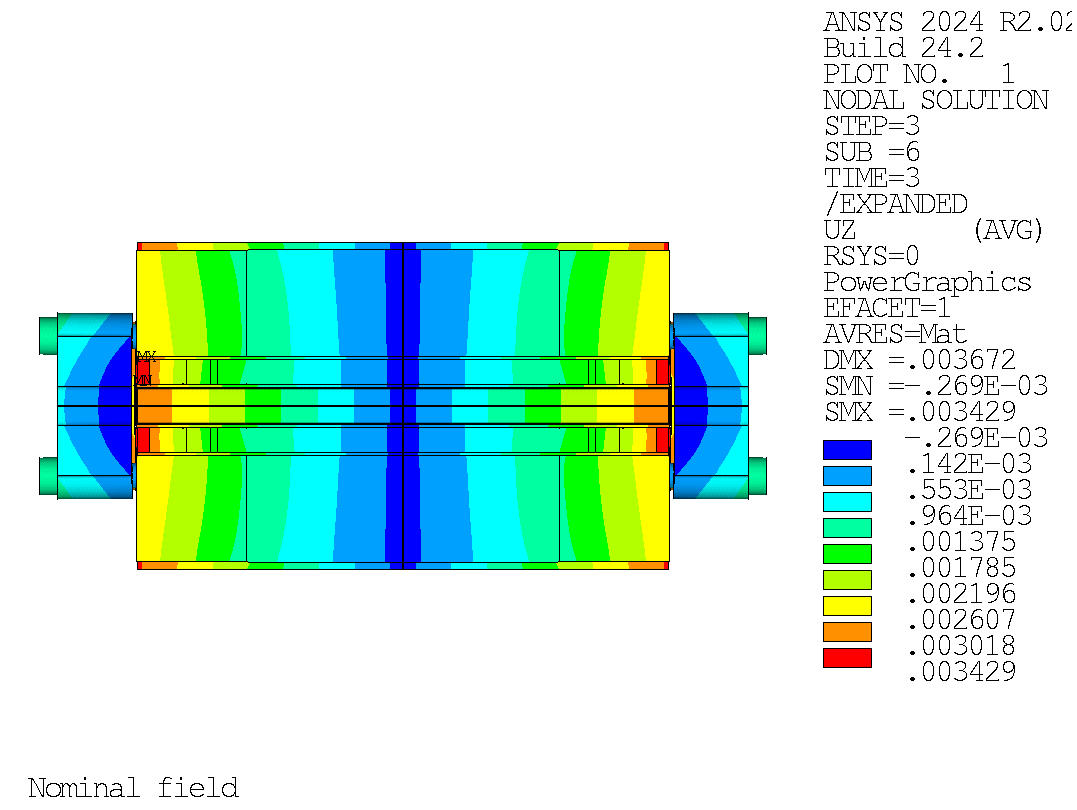 ANSYS 2024 R2.02
Build 24.2
PLOT NO. 1
NODAL SOLUTION
STEP=3
SUB =6
TIME=3
/EXPANDED
UZ (AVG)
RSYS=0
PowerGraphics
EFACET=1
AVRES=Mat
DMX =.003672
SMN =-.269E-03
SMX =.003429
-.269E-03
.142E-03
.553E-03
.964E-03
.001375
.001785
.002196
.002607
.003018
.003429
MX
MN
Nominal field